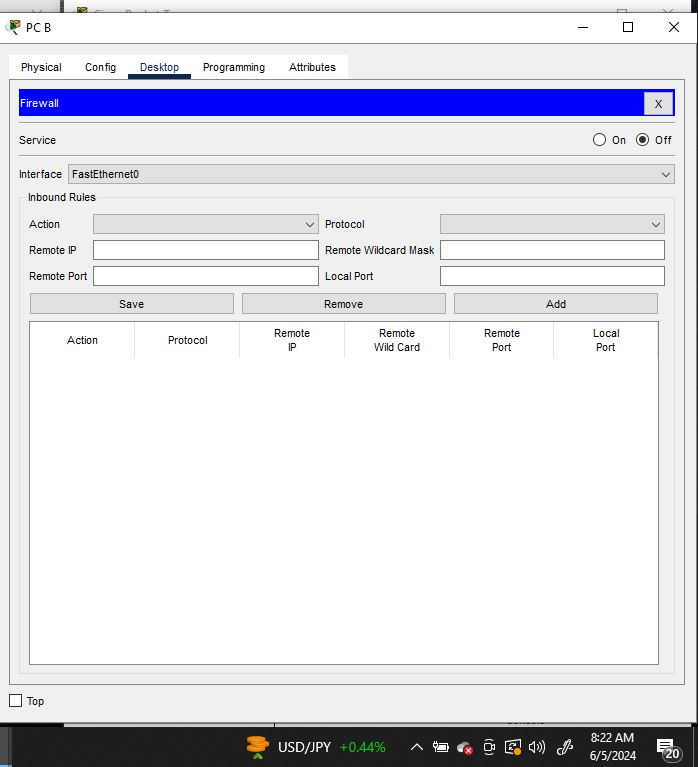 PC B
Physical Config Desktop Programming Attributes
Firewall X
Service On Off
Interface FastEthernet0
Inbound Rules
Action Protocol
Remote IP Remote Wildcard Mask
Remote Port Local Port
Save Remove Add
Action Protocol Remote IP Remote Wild Card Remote Port Local Port
Top
USD/JPY +0.44% 8:22 AM
6/5/2024 20